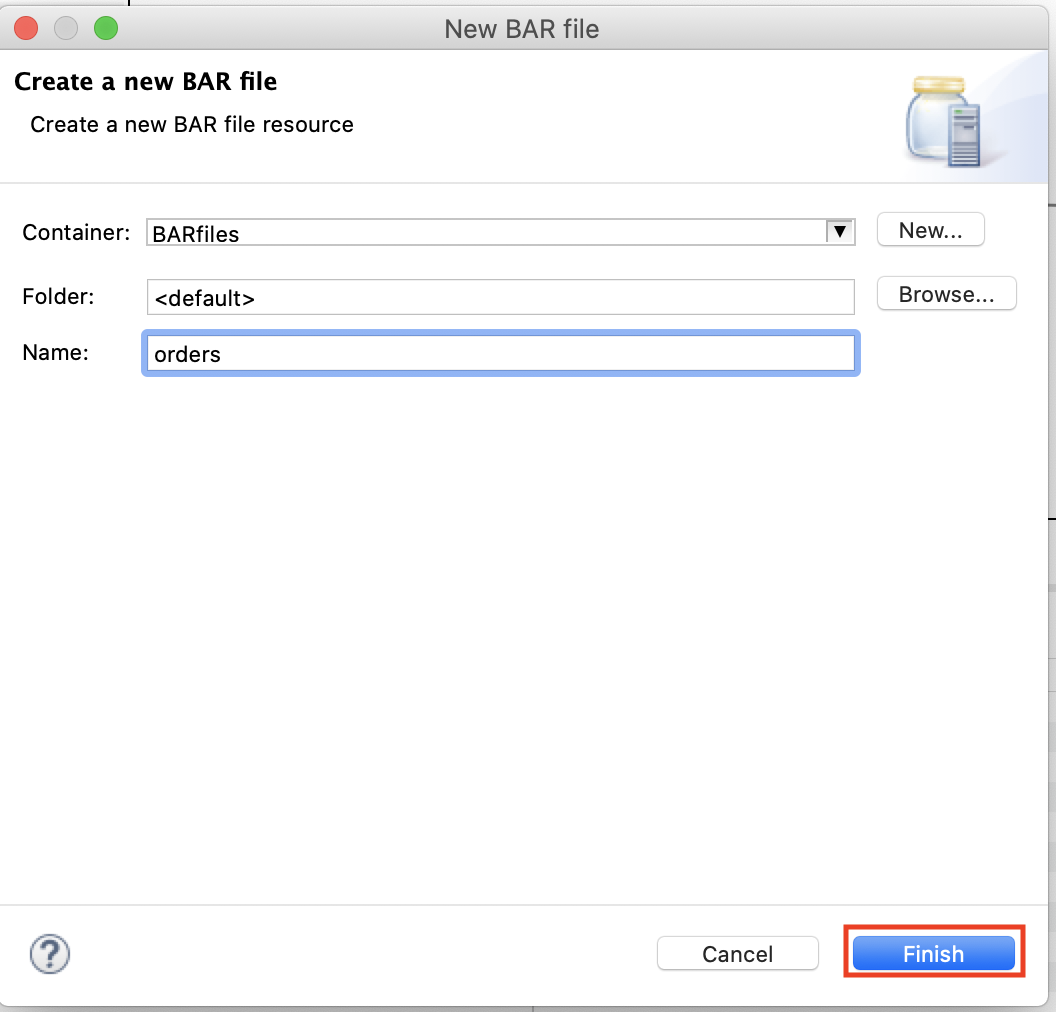 New BAR file
Create a new BAR file
Create a new BAR file resource
Container: BARfiles ▼ New...
Folder: <default> Browse...
Name: orders
? Cancel Finish